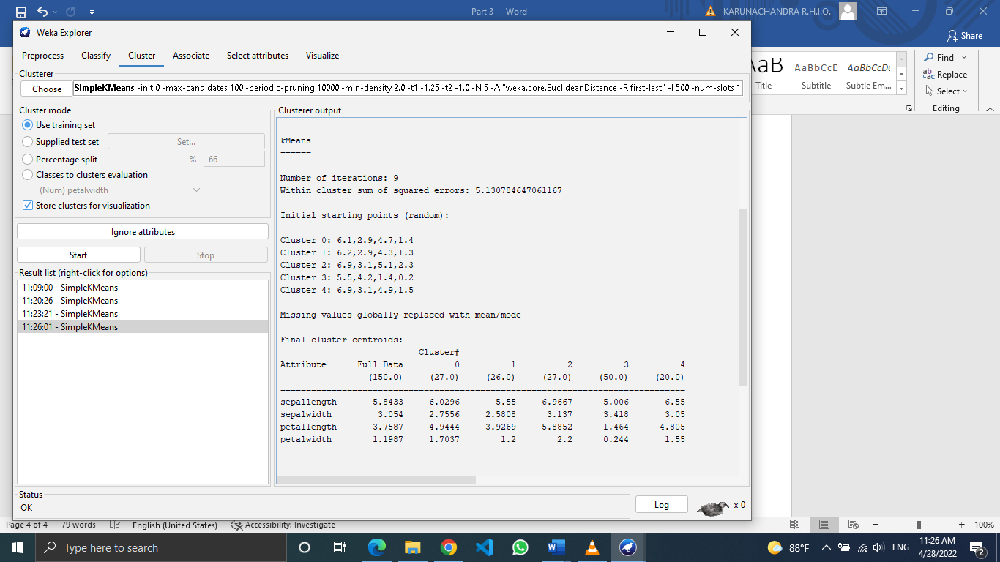 Part 3 - Word
KARUNACHANDRA R.H.I.O.
Share
Weka Explorer
Preprocess Classify Cluster Associate Select attributes Visualize
Clusterer
Choose SimpleKMeans -init 0 -max-candidates 100 -periodic-pruning 10000 -min-density 2.0 -t1 -1.25 -t2 -1.0 -N 5 -A "weka.core.EuclideanDistance -R first-last" -I 500 -num-slots 1
AaB AaBbCcD AaBbCcDc
Title Subtitle Subtle Em...
Find
Replace
Select
Editing
Cluster mode
Use training set
Supplied test set Set...
Percentage split % 66
Classes to clusters evaluation
(Num) petalwidth
Store clusters for visualization
Ignore attributes
Start Stop
Result list (right-click for options)
11:09:00 - SimpleKMeans
11:20:26 - SimpleKMeans
11:23:21 - SimpleKMeans
11:26:01 - SimpleKMeans
Clusterer output
kMeans
======
Number of iterations: 9
Within cluster sum of squared errors: 5.130784647061167
Initial starting points (random):
Cluster 0: 6.1,2.9,4.7,1.4
Cluster 1: 6.2,2.9,4.3,1.3
Cluster 2: 6.9,3.1,5.1,2.3
Cluster 3: 5.5,4.2,1.4,0.2
Cluster 4: 6.9,3.1,4.9,1.5
Missing values globally replaced with mean/mode
Final cluster centroids:
Cluster#
Attribute Full Data 0 1 2 3 4
(150.0) (27.0) (26.0) (27.0) (50.0) (20.0)
================================================================================
sepallength 5.8433 6.0296 5.55 6.9667 5.006 6.55
sepalwidth 3.054 2.7556 2.5808 3.137 3.418 3.05
petallength 3.7587 4.9444 3.9269 5.8852 1.464 4.805
petalwidth 1.1987 1.7037 1.2 2.2 0.244 1.55
Status
OK
Log x 0
Page 4 of 4 79 words English (United States) Accessibility: Investigate 100%
Type here to search
88°F ENG 11:26 AM
4/28/2022
2